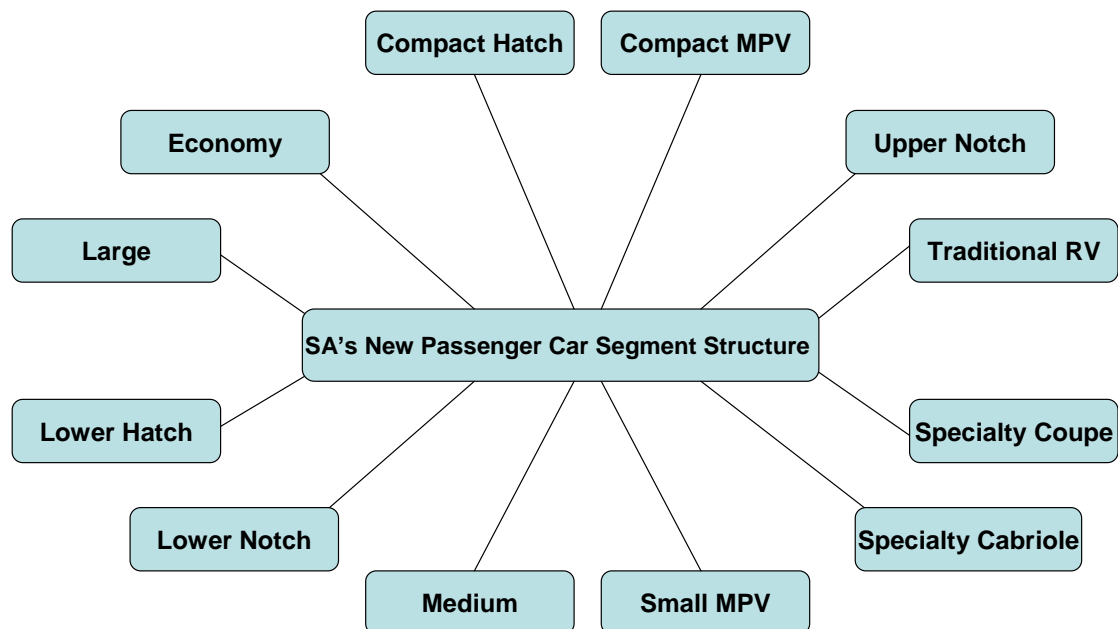 Compact Hatch
Compact MPV
Economy
Upper Notch
Large
Traditional RV
SA’s New Passenger Car Segment Structure
Lower Hatch
Specialty Coupe
Lower Notch
Specialty Cabriole
Medium
Small MPV